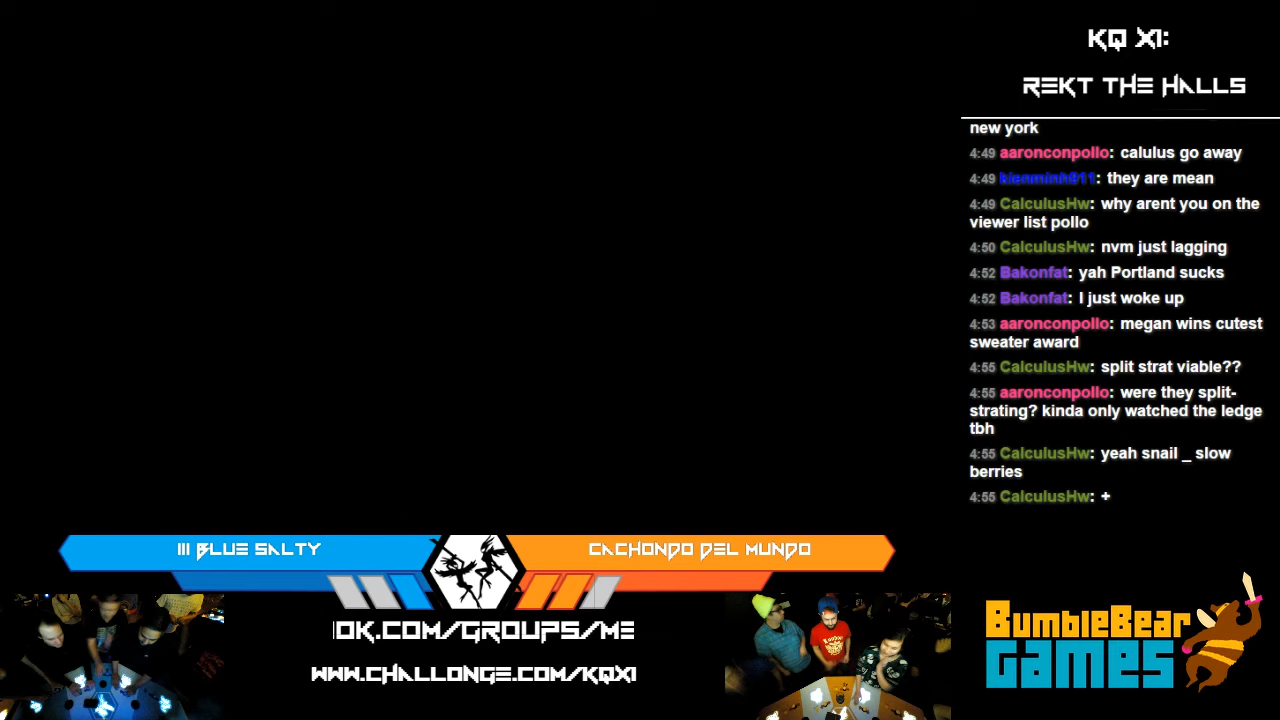 KQ XI:
REKT THE HALLS
new york
4:49 aaronconpollo: calulus go away
4:49 kienminh811: they are mean
4:49 CalculusHw: why arent you on the
viewer list pollo
4:50 CalculusHw: nvm just lagging
4:52 Bakonfat: yah Portland sucks
4:52 Bakonfat: I just woke up
4:53 aaronconpollo: megan wins cutest
sweater award
4:55 CalculusHw: split strat viable??
4:55 aaronconpollo: were they split-
strating? kinda only watched the ledge
tbh
4:55 CalculusHw: yeah snail _ slow
berries
4:55 CalculusHw: +
III BLUE SALTY
CACHONDO DEL MUNDO
OK.COM/GROUPS/ME
WWW.CHALLONGE.COM/KQXI
BUMBLEBEAR
GAMES